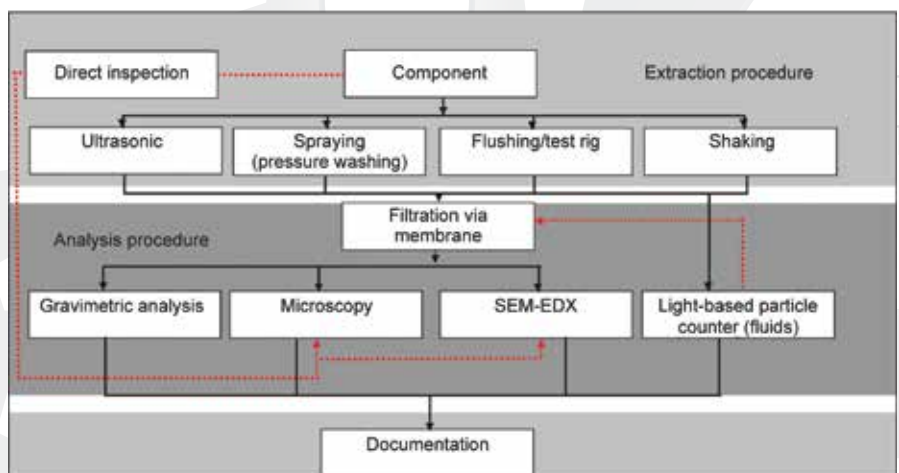 Direct inspection
Component
Extraction procedure
Ultrasonic
Spraying
(pressure washing)
Flushing/test rig
Shaking
Filtration via
membrane
Analysis procedure
Gravimetric analysis
Microscopy
SEM-EDX
Light-based particle
counter (fluids)
Documentation